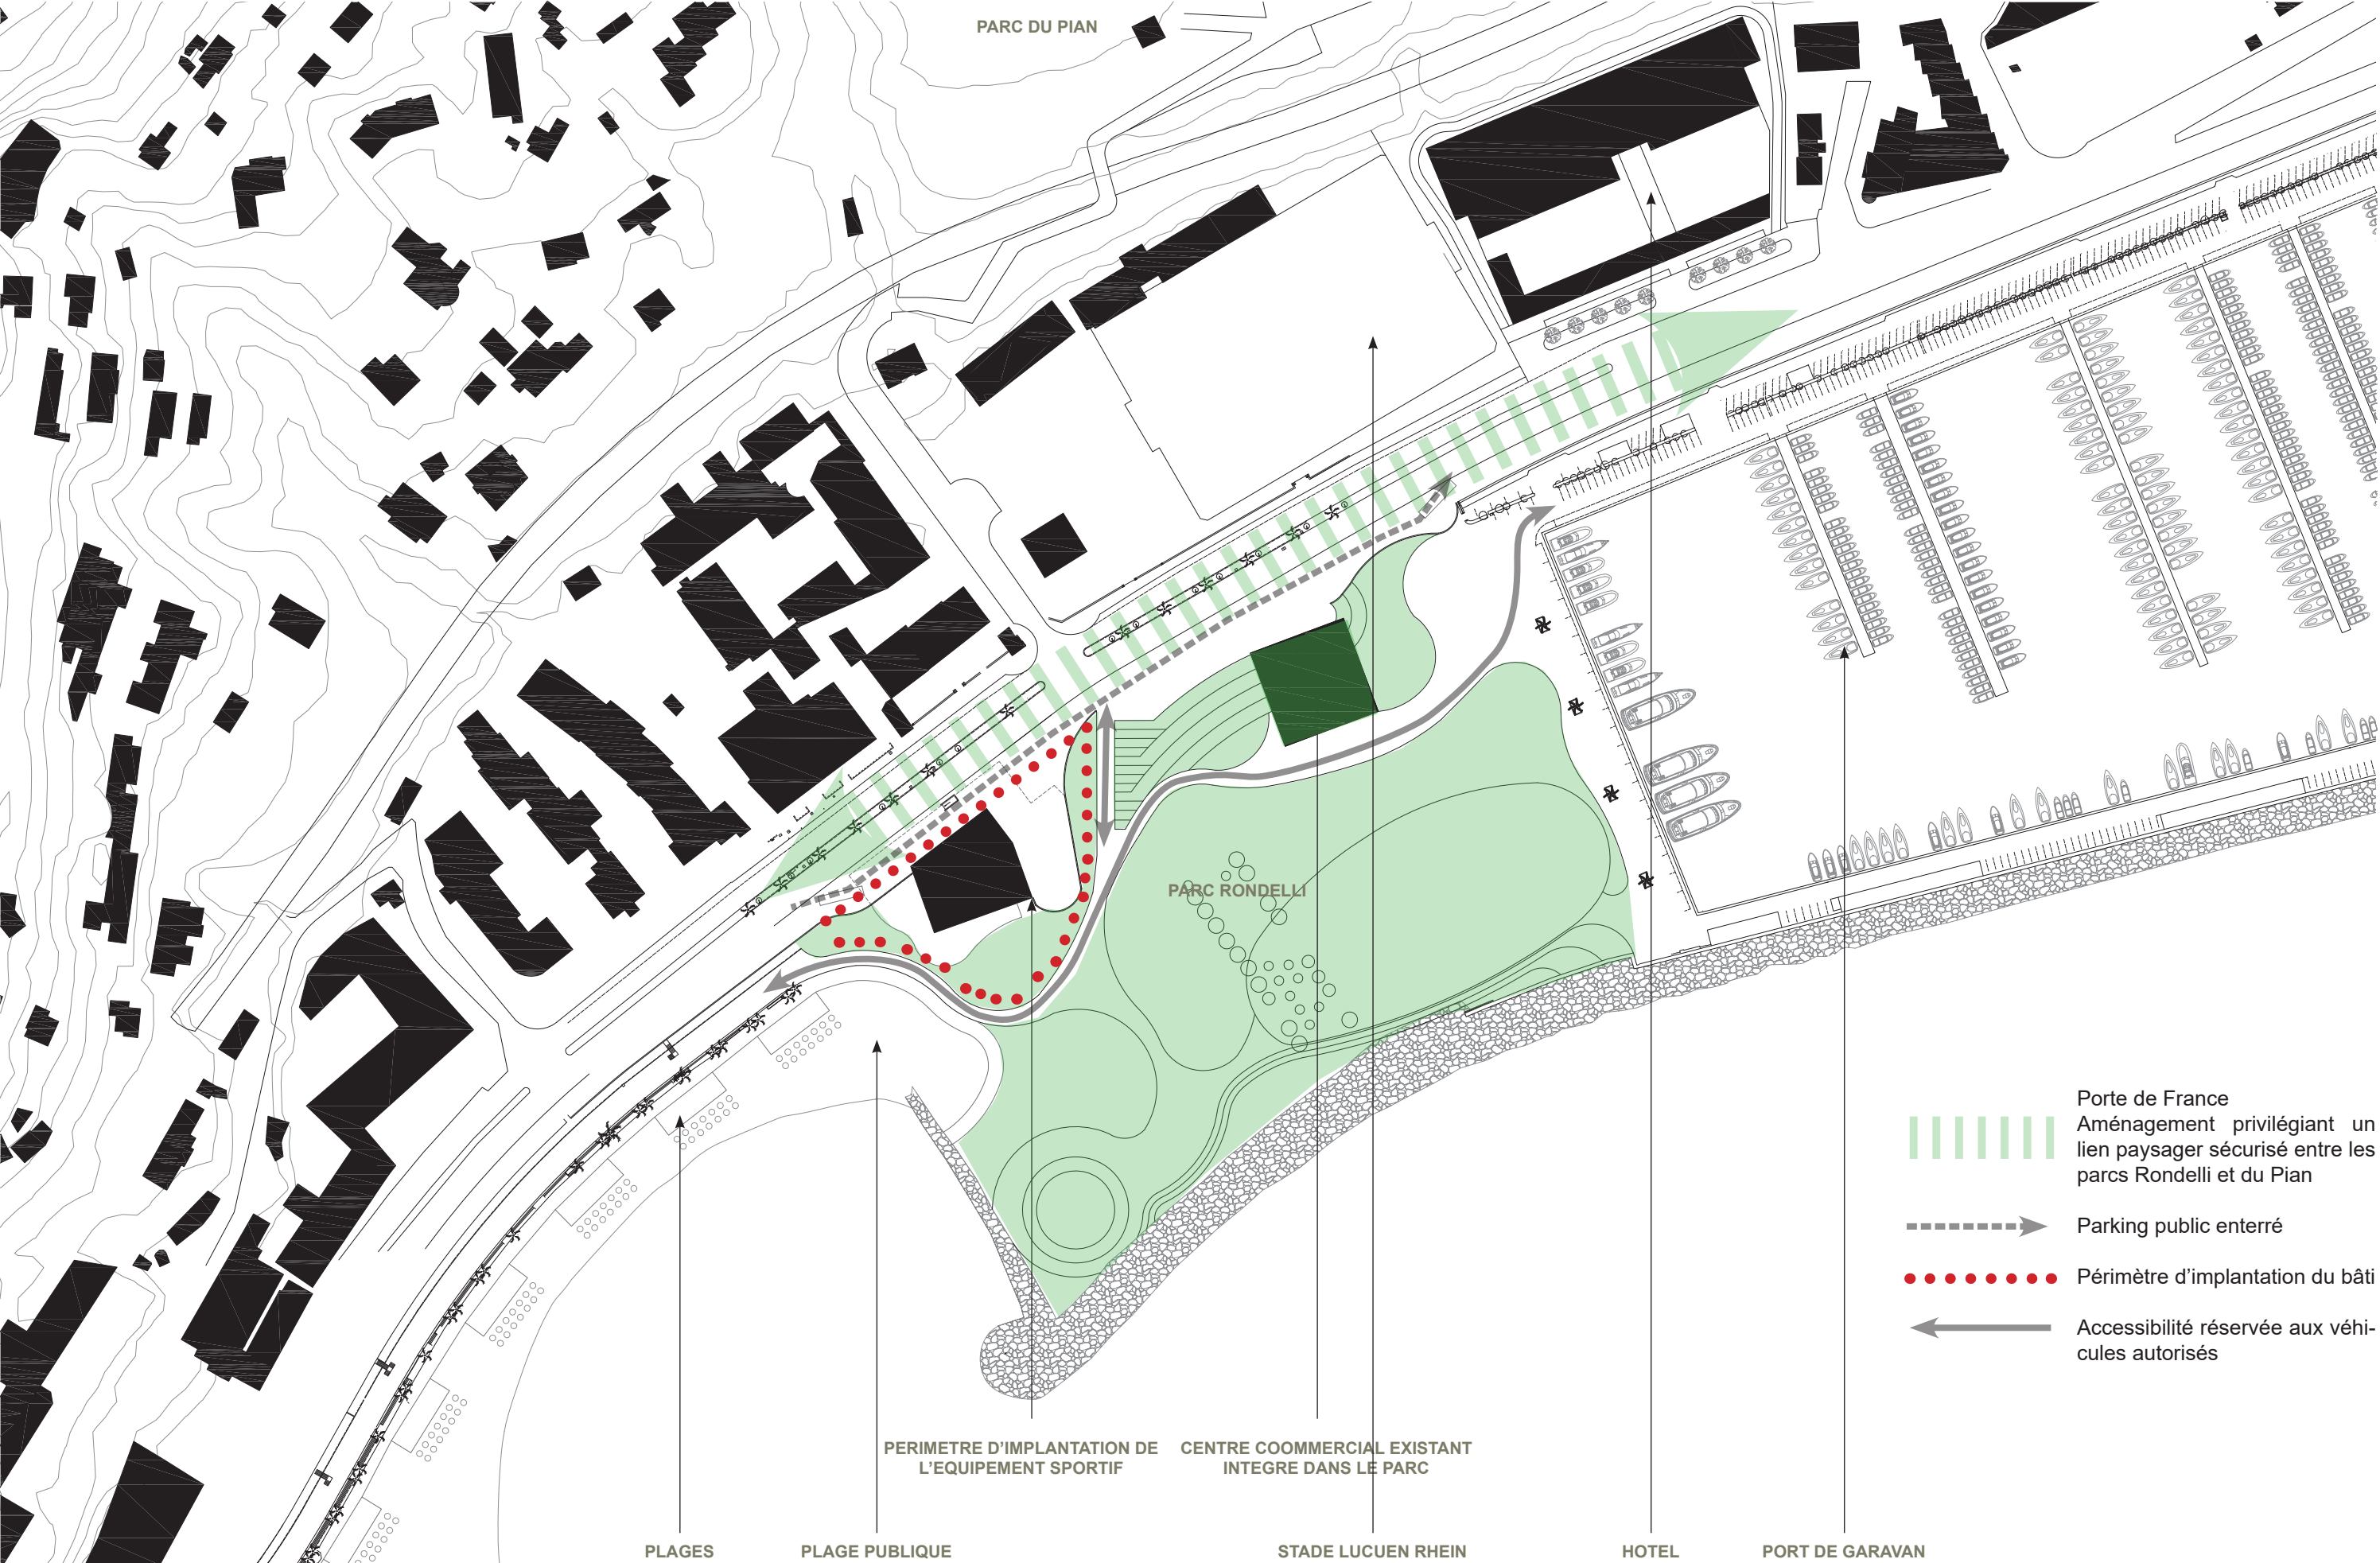 PARC DU PIAN
PARC RONDELLI
Porte de France
Aménagement privilégiant un
lien paysager sécurisé entre les
parcs Rondelli et du Pian
Parking public enterré
Périmètre d'implantation du bâti
Accessibilité réservée aux véhi-
cules autorisés
PERIMETRE D'IMPLANTATION DE
L'EQUIPEMENT SPORTIF
CENTRE COOMMERCIAL EXISTANT
INTEGRE DANS LE PARC
PLAGES
PLAGE PUBLIQUE
STADE LUCUEN RHEIN
HOTEL
PORT DE GARAVAN